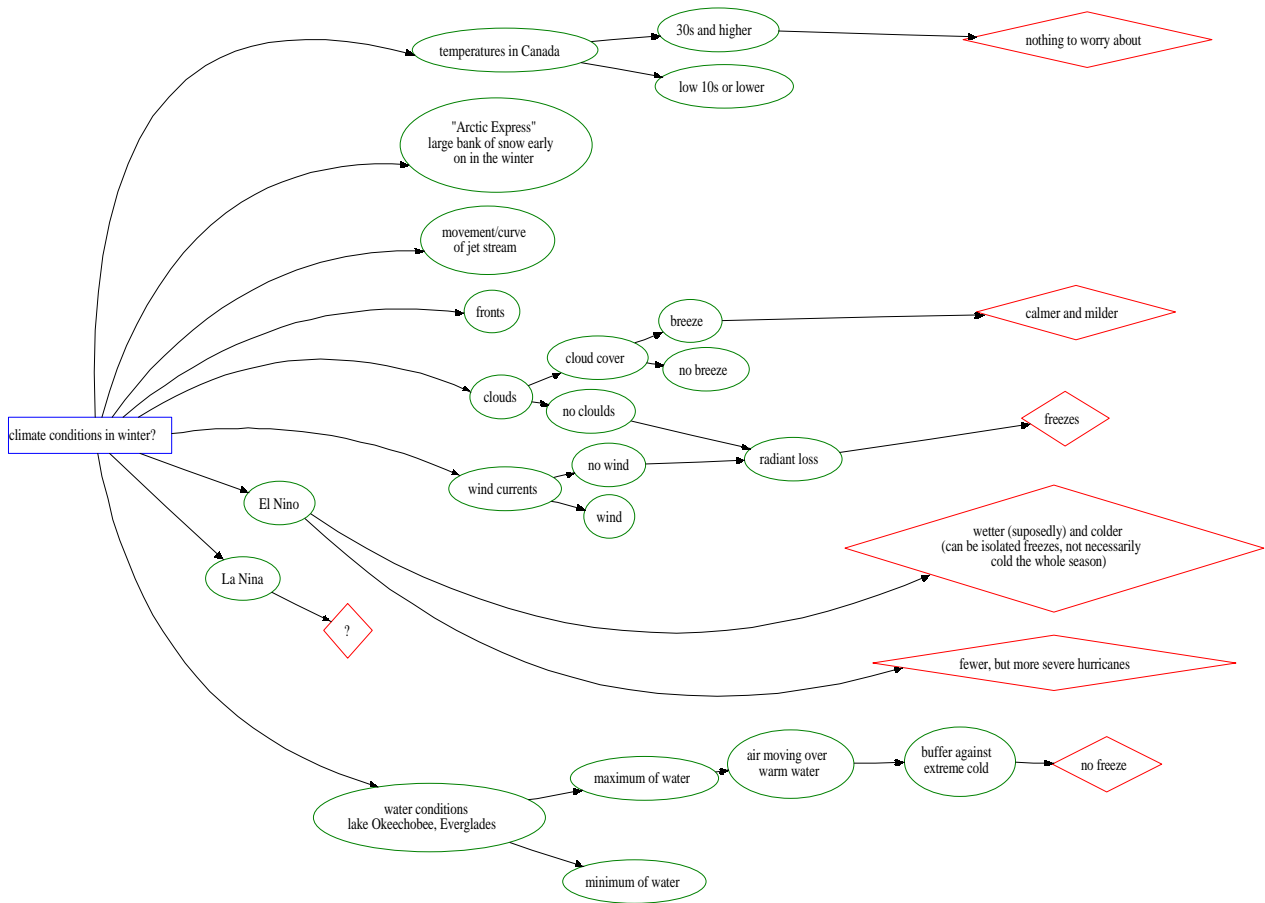 temperatures in Canada
30s and higher
nothing to worry about
low 10s or lower
"Arctic Express"
large bank of snow early
on in the winter
movement/curve
of jet stream
fronts
breeze
calmer and milder
cloud cover
no breeze
clouds
no cloulds
freezes
climate conditions in winter?
radiant loss
no wind
wind currents
wind
El Nino
wetter (suposedly) and colder
(can be isolated freezes, not necessarily
cold the whole season)
La Nina
?
fewer, but more severe hurricanes
air moving over
warm water
buffer against
extreme cold
no freeze
maximum of water
water conditions
lake Okeechobee, Everglades
minimum of water